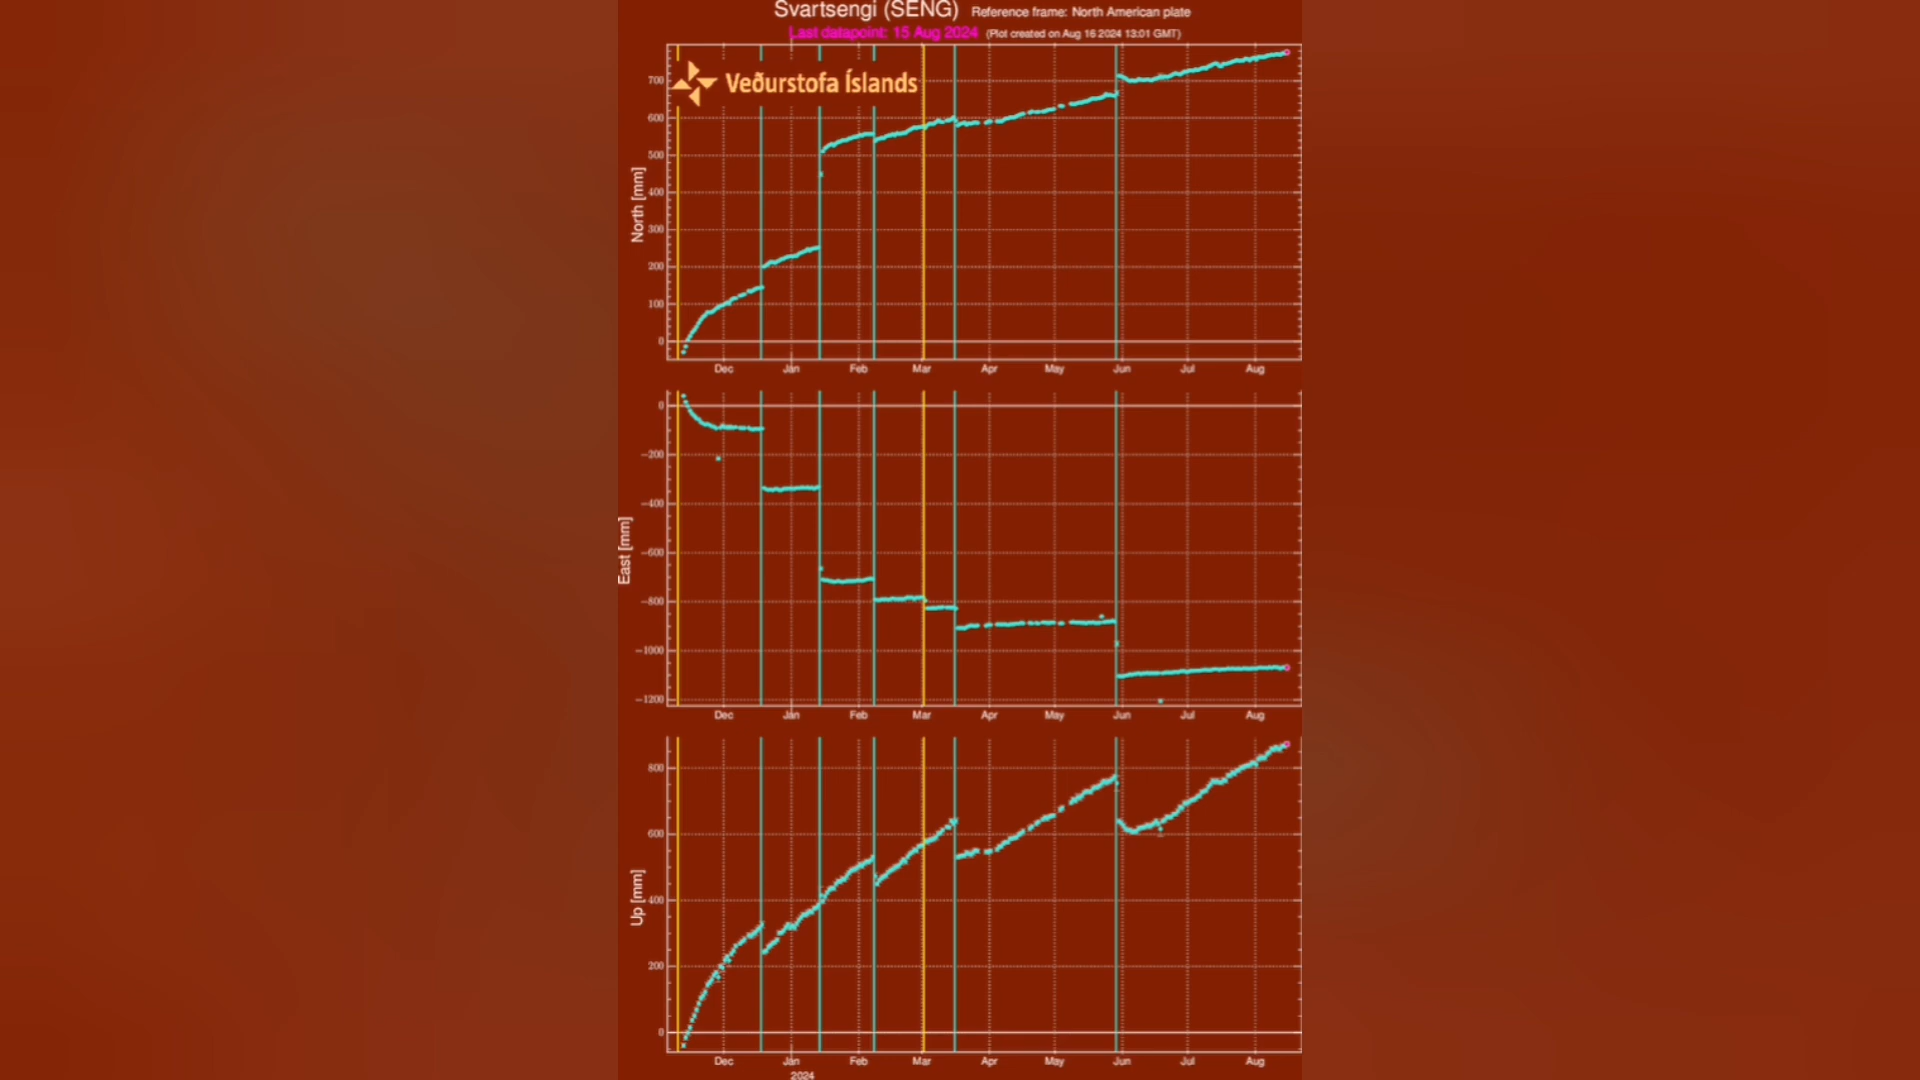 Svartsengi (SENG) Reference frame: North American plate
Last datapoint: 15 Aug 2024 (Plot created on Aug 16 2024 13:01 GMT)
Veðurstofa Íslands
North [mm]
700
600
500
400
300
200
100
0
Dec Jan Feb Mar Apr May Jun Jul Aug
East [mm]
0
−200
−400
−600
−800
−1000
−1200
Dec Jan Feb Mar Apr May Jun Jul Aug
Up [mm]
800
600
400
200
0
Dec Jan Feb Mar Apr May Jun Jul Aug
2024